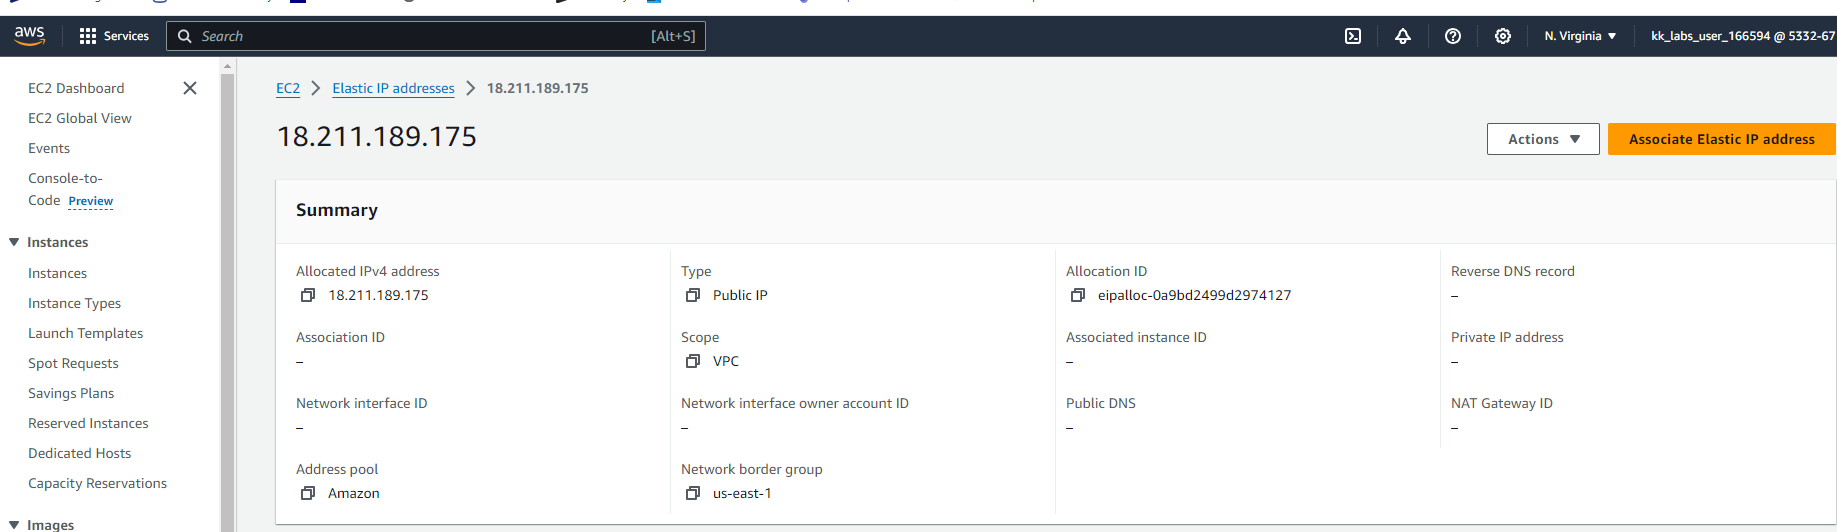 aws
Services
Search
[Alt+S]
N. Virginia
kk_labs_user_166594 @ 5332-67
EC2 Dashboard
EC2 Global View
Events
Console-to-
Code Preview
Instances
Instances
Instance Types
Launch Templates
Spot Requests
Savings Plans
Reserved Instances
Dedicated Hosts
Capacity Reservations
Images
EC2 > Elastic IP addresses > 18.211.189.175
18.211.189.175
Actions
Associate Elastic IP address
Summary
Allocated IPv4 address
18.211.189.175
Type
Public IP
Allocation ID
eipalloc-0a9bd2499d2974127
Reverse DNS record
–
Association ID
–
Scope
VPC
Associated instance ID
–
Private IP address
–
Network interface ID
–
Network interface owner account ID
–
Public DNS
–
NAT Gateway ID
–
Address pool
Amazon
Network border group
us-east-1